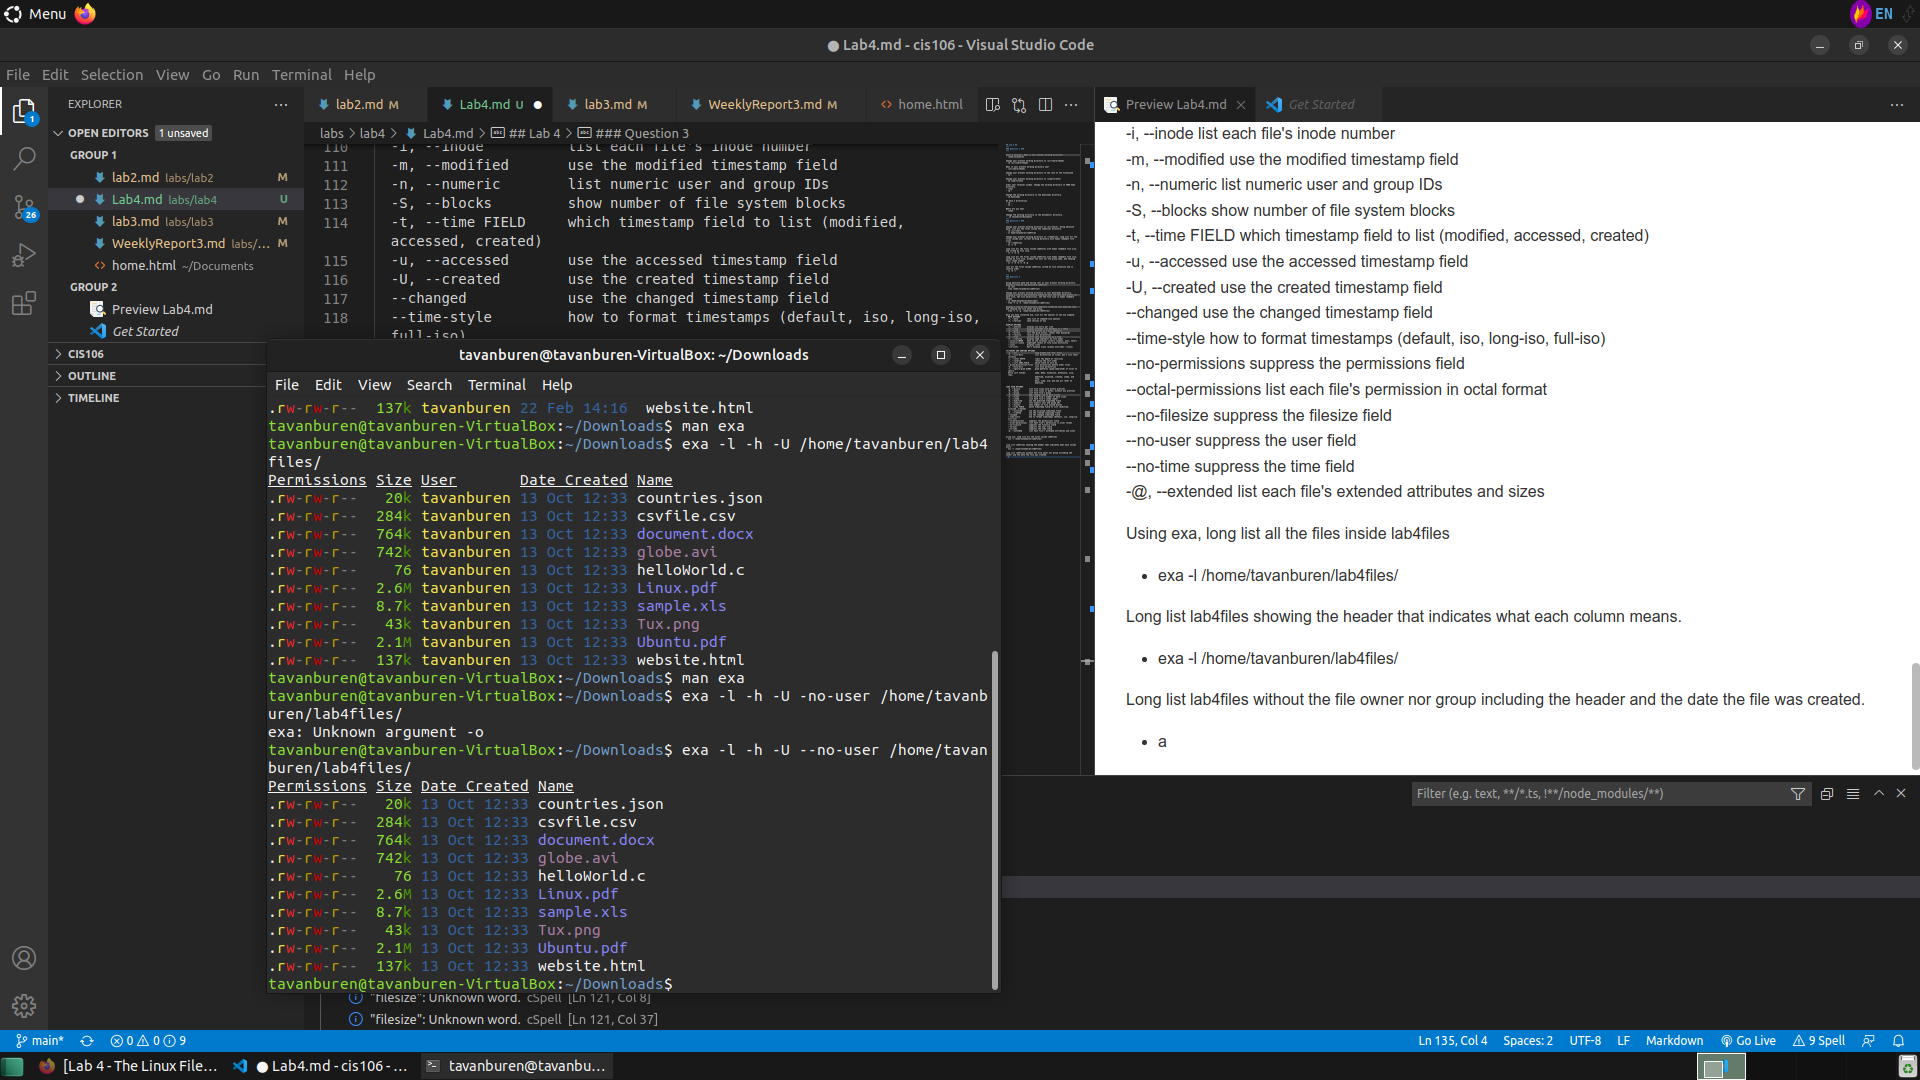 Menu
EN
● Lab4.md - cis106 - Visual Studio Code
File Edit Selection View Go Run Terminal Help
EXPLORER
OPEN EDITORS 1 unsaved
GROUP 1
lab2.md labs/lab2 M
Lab4.md labs/lab4 U
lab3.md labs/lab3 M
WeeklyReport3.md labs/... M
home.html ~/Documents
GROUP 2
Preview Lab4.md
Get Started
CIS106
OUTLINE
TIMELINE
1
26
lab2.md M
Lab4.md U ●
lab3.md M
WeeklyReport3.md M
home.html
labs > lab4 > Lab4.md > ## Lab 4 > ### Question 3
110 -i, --inode list each file's inode number
111 -m, --modified use the modified timestamp field
112 -n, --numeric list numeric user and group IDs
113 -S, --blocks show number of file system blocks
114 -t, --time FIELD which timestamp field to list (modified,
accessed, created)
115 -u, --accessed use the accessed timestamp field
116 -U, --created use the created timestamp field
117 --changed use the changed timestamp field
118 --time-style how to format timestamps (default, iso, long-iso,
full-iso)
tavanburen@tavanburen-VirtualBox: ~/Downloads
File Edit View Search Terminal Help
.rw-rw-r-- 137k tavanburen 22 Feb 14:16 website.html
tavanburen@tavanburen-VirtualBox:~/Downloads$ man exa
tavanburen@tavanburen-VirtualBox:~/Downloads$ exa -l -h -U /home/tavanburen/lab4
files/
Permissions Size User Date Created Name
.rw-rw-r-- 20k tavanburen 13 Oct 12:33 countries.json
.rw-rw-r-- 284k tavanburen 13 Oct 12:33 csvfile.csv
.rw-rw-r-- 764k tavanburen 13 Oct 12:33 document.docx
.rw-rw-r-- 742k tavanburen 13 Oct 12:33 globe.avi
.rw-rw-r-- 76 tavanburen 13 Oct 12:33 helloWorld.c
.rw-rw-r-- 2.6M tavanburen 13 Oct 12:33 Linux.pdf
.rw-rw-r-- 8.7k tavanburen 13 Oct 12:33 sample.xls
.rw-rw-r-- 43k tavanburen 13 Oct 12:33 Tux.png
.rw-rw-r-- 2.1M tavanburen 13 Oct 12:33 Ubuntu.pdf
.rw-rw-r-- 137k tavanburen 13 Oct 12:33 website.html
tavanburen@tavanburen-VirtualBox:~/Downloads$ man exa
tavanburen@tavanburen-VirtualBox:~/Downloads$ exa -l -h -U -no-user /home/tavanb
uren/lab4files/
exa: Unknown argument -o
tavanburen@tavanburen-VirtualBox:~/Downloads$ exa -l -h -U --no-user /home/tavan
buren/lab4files/
Permissions Size Date Created Name
.rw-rw-r-- 20k 13 Oct 12:33 countries.json
.rw-rw-r-- 284k 13 Oct 12:33 csvfile.csv
.rw-rw-r-- 764k 13 Oct 12:33 document.docx
.rw-rw-r-- 742k 13 Oct 12:33 globe.avi
.rw-rw-r-- 76 13 Oct 12:33 helloWorld.c
.rw-rw-r-- 2.6M 13 Oct 12:33 Linux.pdf
.rw-rw-r-- 8.7k 13 Oct 12:33 sample.xls
.rw-rw-r-- 43k 13 Oct 12:33 Tux.png
.rw-rw-r-- 2.1M 13 Oct 12:33 Ubuntu.pdf
.rw-rw-r-- 137k 13 Oct 12:33 website.html
tavanburen@tavanburen-VirtualBox:~/Downloads$
"filesize": Unknown word. cSpell [Ln 121, Col 8]
"filesize": Unknown word. cSpell [Ln 121, Col 37]
Preview Lab4.md
Get Started
-i, --inode list each file's inode number
-m, --modified use the modified timestamp field
-n, --numeric list numeric user and group IDs
-S, --blocks show number of file system blocks
-t, --time FIELD which timestamp field to list (modified, accessed, created)
-u, --accessed use the accessed timestamp field
-U, --created use the created timestamp field
--changed use the changed timestamp field
--time-style how to format timestamps (default, iso, long-iso, full-iso)
--no-permissions suppress the permissions field
--octal-permissions list each file's permission in octal format
--no-filesize suppress the filesize field
--no-user suppress the user field
--no-time suppress the time field
-@, --extended list each file's extended attributes and sizes
Using exa, long list all the files inside lab4files
• exa -l /home/tavanburen/lab4files/
Long list lab4files showing the header that indicates what each column means.
• exa -l /home/tavanburen/lab4files/
Long list lab4files without the file owner nor group including the header and the date the file was created.
• a
Filter (e.g. text, **/*.ts, !**/node_modules/**)
main* 0 0 9
Ln 135, Col 4 Spaces: 2 UTF-8 LF Markdown Go Live 9 Spell
[Lab 4 - The Linux File...
● Lab4.md - cis106 - ...
tavanburen@tavanbu...